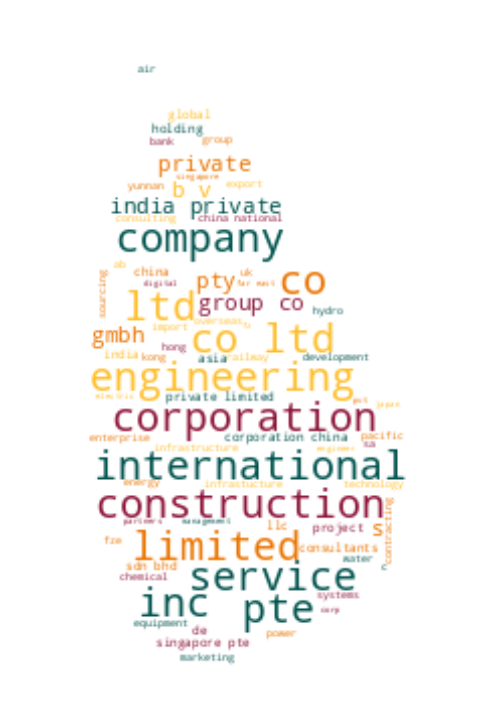 air
global
holding
bank group
private
singapore
yunnan b v export
india private
consulting china national
company
ab
china uk
sourcing digital pty far east co
ltd group co
hydro
import overseas
gmbh co ltd
hong
india kong asia railway development
engineering
electric private limited
pvt japan
corporation
enterprise corporation china pacific
infrastructure sa
engineers
international
energy infrastucture technology
construction
partners management
llc project s contracting
fze limited consultants
water
sdn bhd c
chemical service
systems
inc pte corp
equipment
de power
singapore pte
marketing